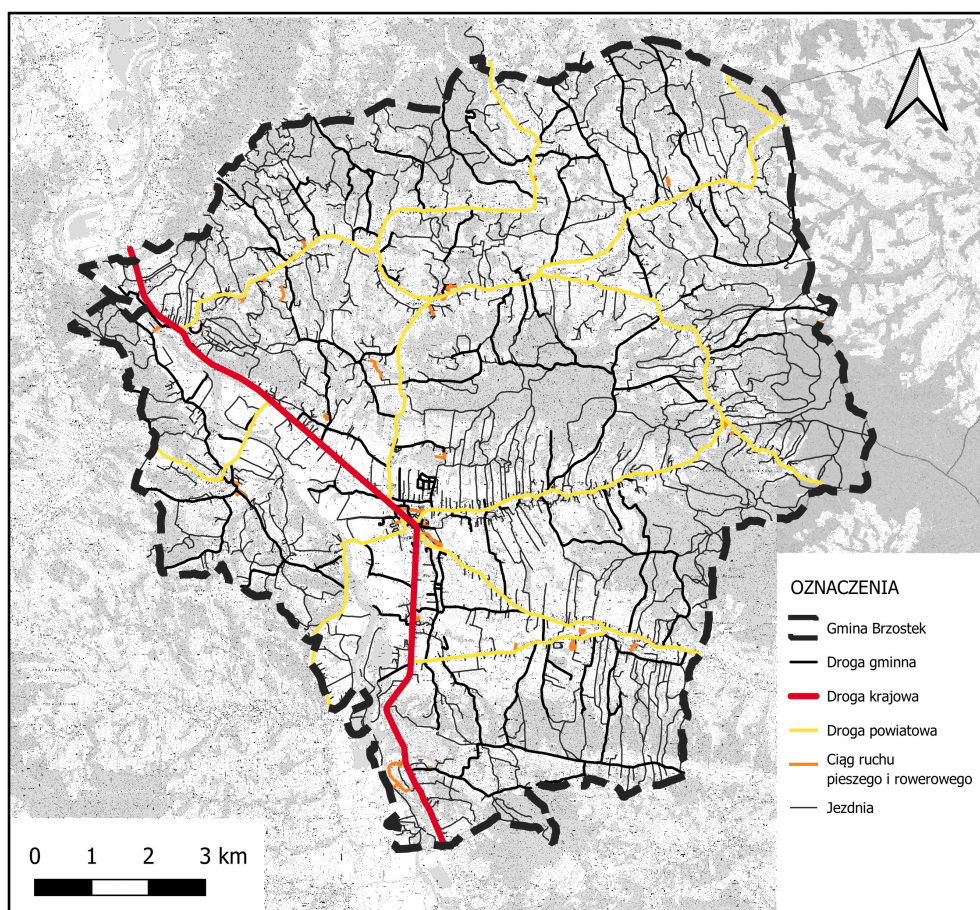 OZNACZENIA
Gmina Brzostek
Droga gminna
Droga krajowa
Droga powiatowa
Ciąg ruchu
pieszego i rowerowego
Jezdnia
0 1 2 3 km